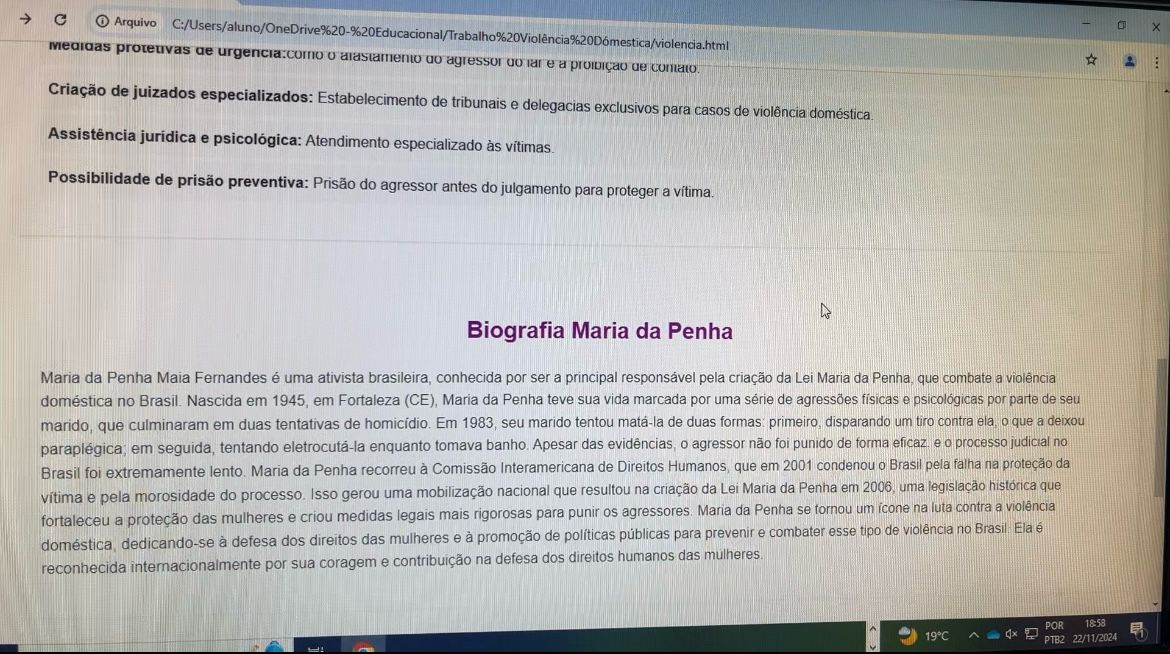 Arquivo C:/Users/aluno/OneDrive%20-%20Educacional/Trabalho%20Violência%20Dómestica/violencia.html
Medidas protetivas de urgência:como o afastamento do agressor do lar e a proibição de contato.
Criação de juizados especializados: Estabelecimento de tribunais e delegacias exclusivos para casos de violência doméstica.
Assistência jurídica e psicológica: Atendimento especializado às vítimas.
Possibilidade de prisão preventiva: Prisão do agressor antes do julgamento para proteger a vítima.
Biografia Maria da Penha
Maria da Penha Maia Fernandes é uma ativista brasileira, conhecida por ser a principal responsável pela criação da Lei Maria da Penha, que combate a violência
doméstica no Brasil. Nascida em 1945, em Fortaleza (CE), Maria da Penha teve sua vida marcada por uma série de agressões físicas e psicológicas por parte de seu
marido, que culminaram em duas tentativas de homicídio. Em 1983, seu marido tentou matá-la de duas formas: primeiro, disparando um tiro contra ela, o que a deixou
paraplégica; em seguida, tentando eletrocutá-la enquanto tomava banho. Apesar das evidências, o agressor não foi punido de forma eficaz, e o processo judicial no
Brasil foi extremamente lento. Maria da Penha recorreu à Comissão Interamericana de Direitos Humanos, que em 2001 condenou o Brasil pela falha na proteção da
vítima e pela morosidade do processo. Isso gerou uma mobilização nacional que resultou na criação da Lei Maria da Penha em 2006, uma legislação histórica que
fortaleceu a proteção das mulheres e criou medidas legais mais rigorosas para punir os agressores. Maria da Penha se tornou um ícone na luta contra a violência
doméstica, dedicando-se à defesa dos direitos das mulheres e à promoção de políticas públicas para prevenir e combater esse tipo de violência no Brasil. Ela é
reconhecida internacionalmente por sua coragem e contribuição na defesa dos direitos humanos das mulheres.
19°C POR 18:58
PTB2 22/11/2024 1